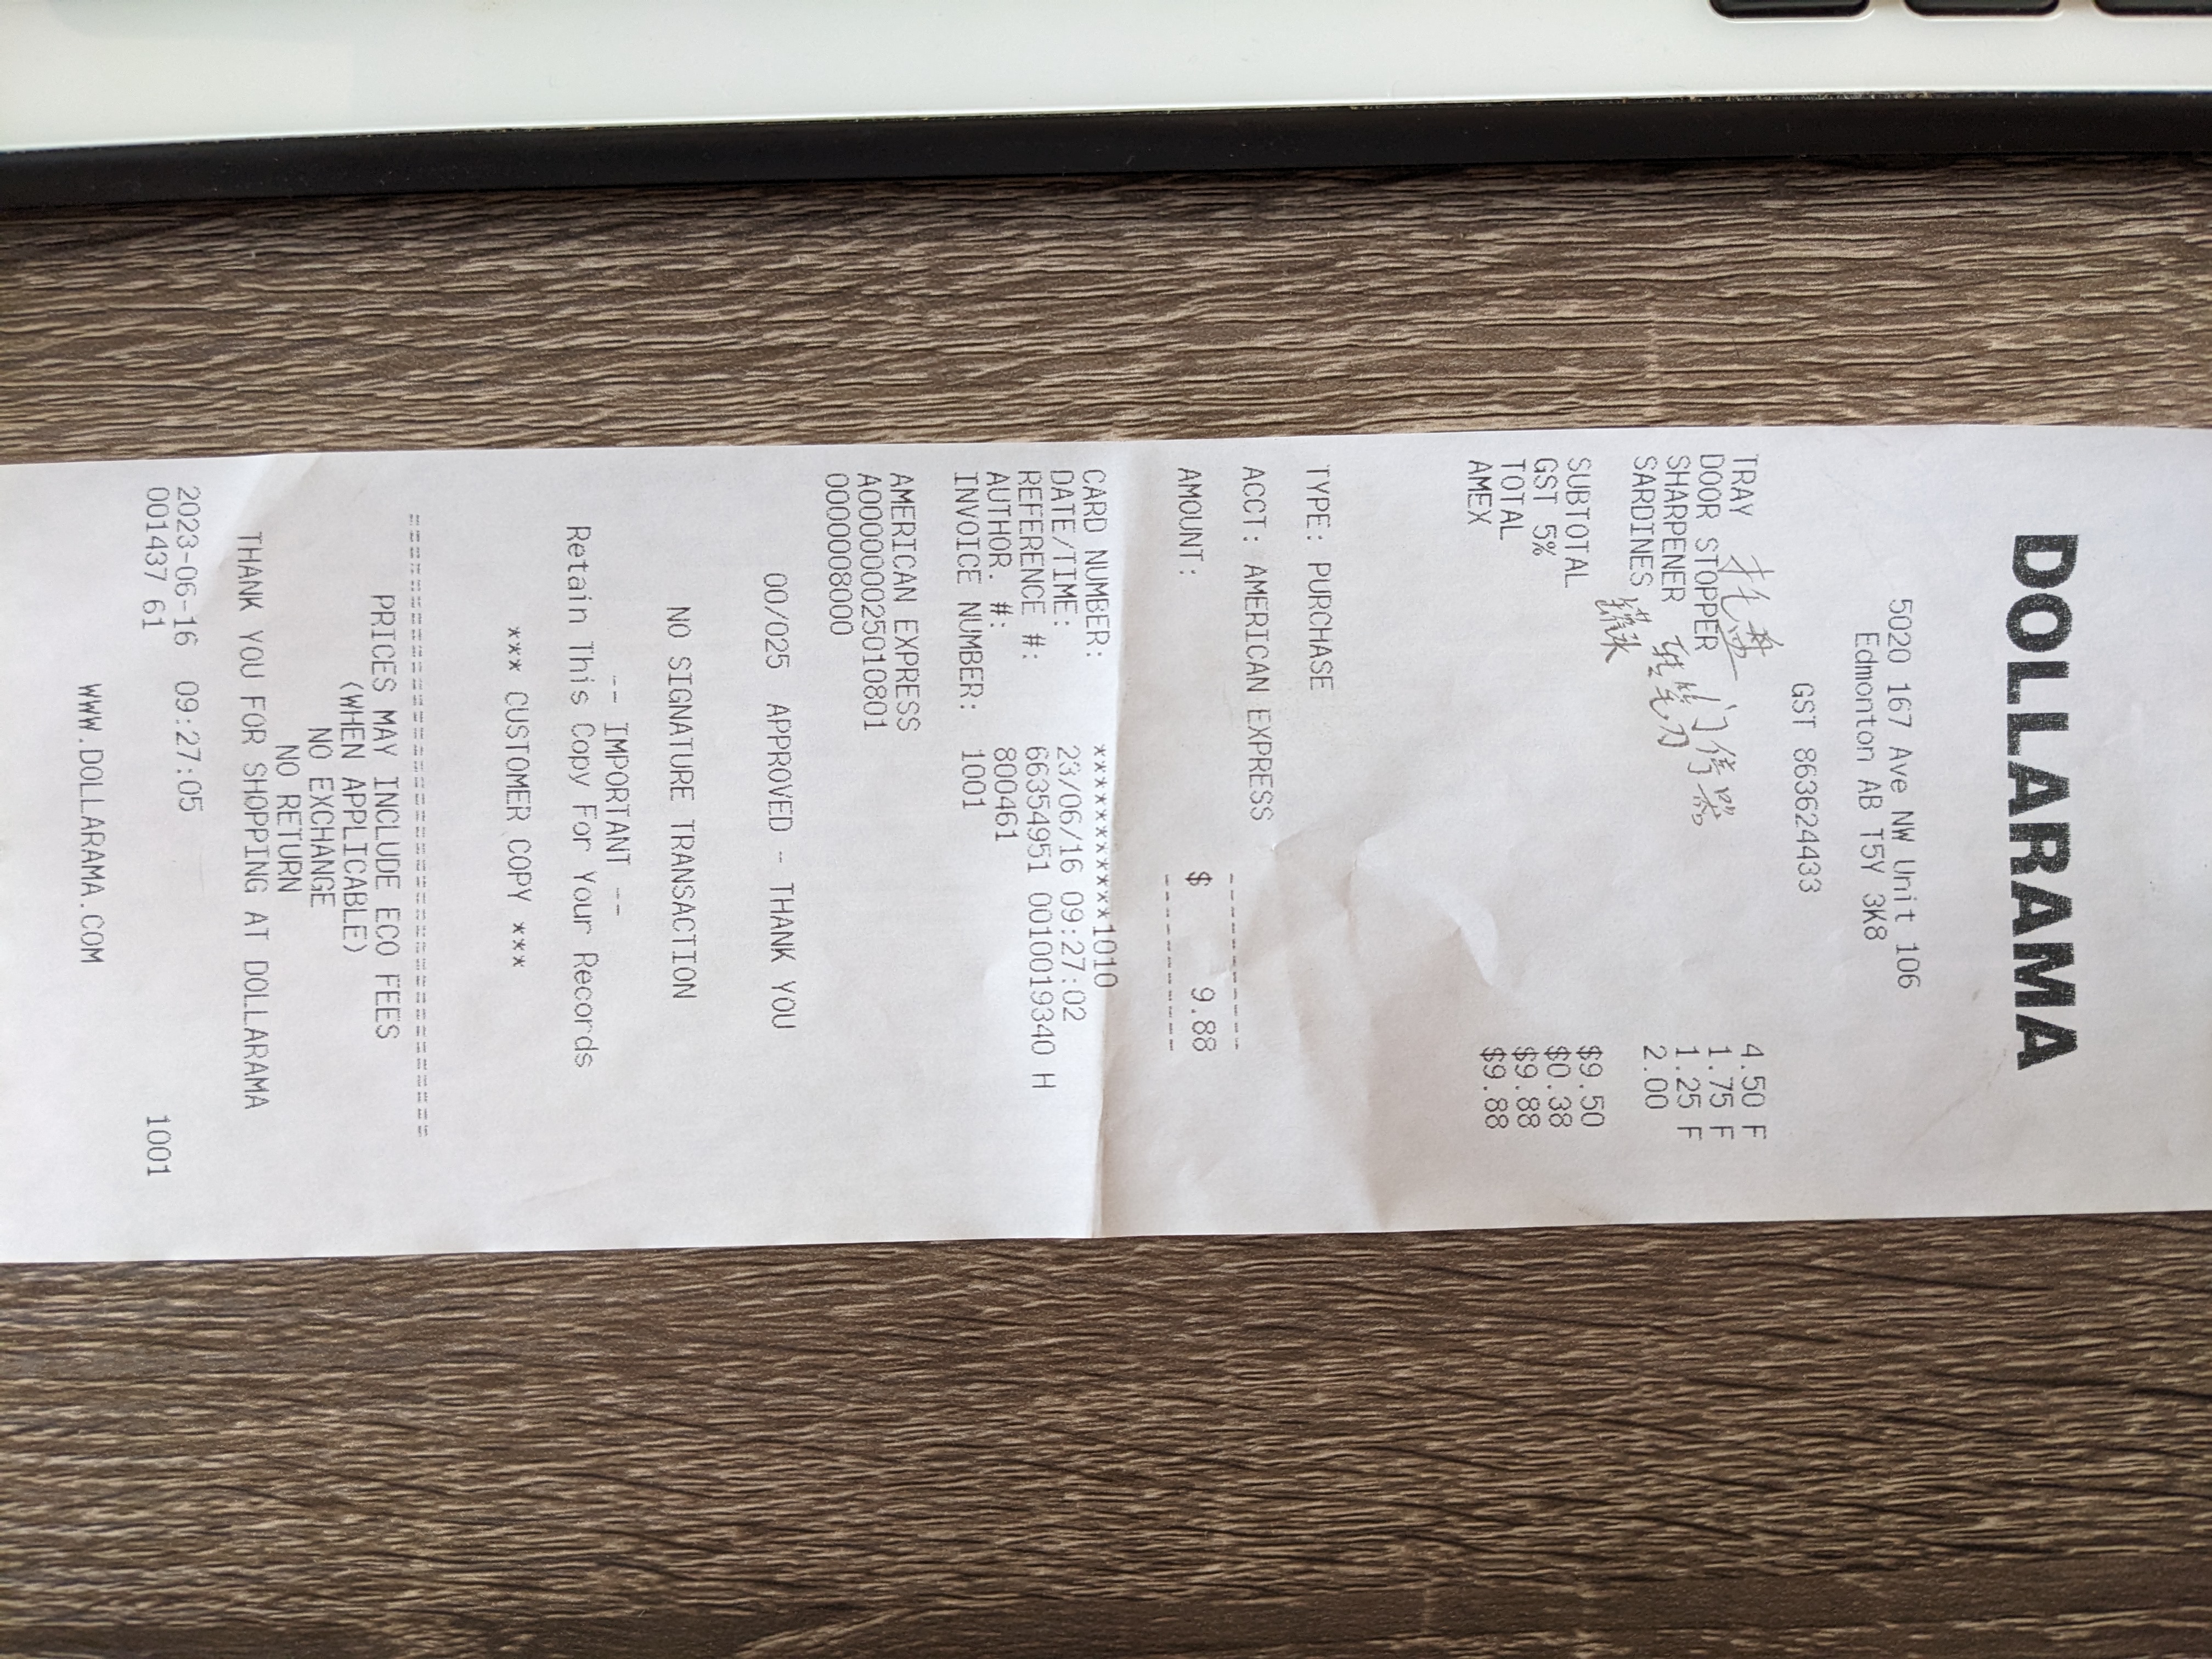 DOLLARAMA
5020 167 Ave NW Unit 106
Edmonton AB T5Y 3K8
GST 863624433
TRAY 托盘 4.50 F
DOOR STOPPER 门停器 1.75 F
SHARPENER 转笔刀 1.25 F
SARDINES 2.00
SUBTOTAL $9.50
GST 5% $0.38
TOTAL $9.88
AMEX $9.88
TYPE: PURCHASE
ACCT: AMERICAN EXPRESS
AMOUNT: $ 9.88
CARD NUMBER: ***********1010
DATE/TIME: 23/06/16 09:27:02
REFERENCE #: 66354951 0010019340 H
AUTHOR. #: 800461
INVOICE NUMBER: 1001
AMERICAN EXPRESS
A000000025010801
0000008000
00/025 APPROVED - THANK YOU
NO SIGNATURE TRANSACTION
-- IMPORTANT --
Retain This Copy For Your Records
*** CUSTOMER COPY ***
PRICES MAY INCLUDE ECO FEES
(WHEN APPLICABLE)
NO EXCHANGE
NO RETURN
THANK YOU FOR SHOPPING AT DOLLARAMA
2023-06-16 09:27:05
001437 61 1001
WWW.DOLLARAMA.COM